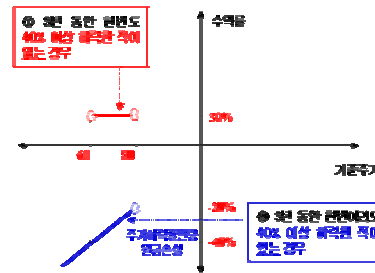 ① 3년 동안 한번도
40% 이상 하락한 적이
없는 경우
수익률
30%
기준주가
-20%
-40%
주가하락률만큼
원금손실
② 3년 동안 한번이라도
40% 이상 하락한 적이
있는 경우